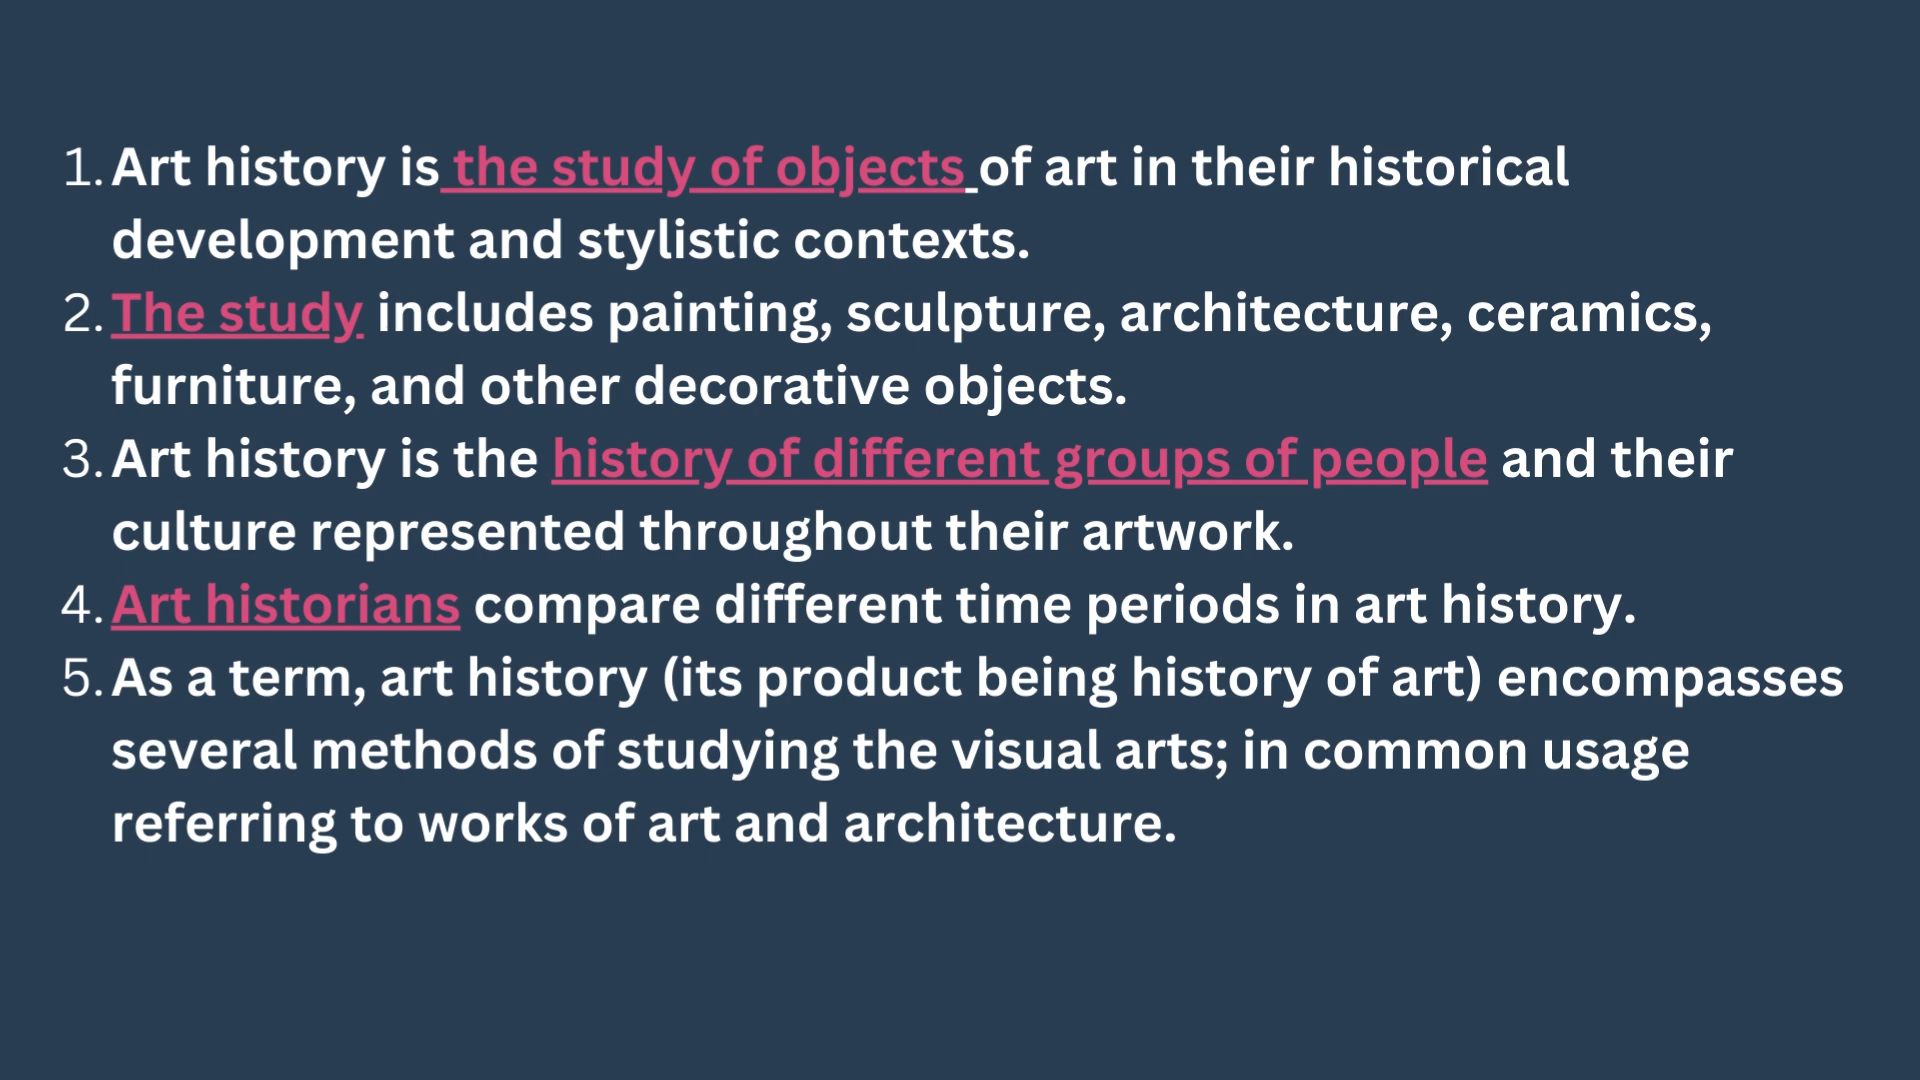 1. Art history is the study of objects of art in their historical
development and stylistic contexts.
2. The study includes painting, sculpture, architecture, ceramics,
furniture, and other decorative objects.
3. Art history is the history of different groups of people and their
culture represented throughout their artwork.
4. Art historians compare different time periods in art history.
5. As a term, art history (its product being history of art) encompasses
several methods of studying the visual arts; in common usage
referring to works of art and architecture.